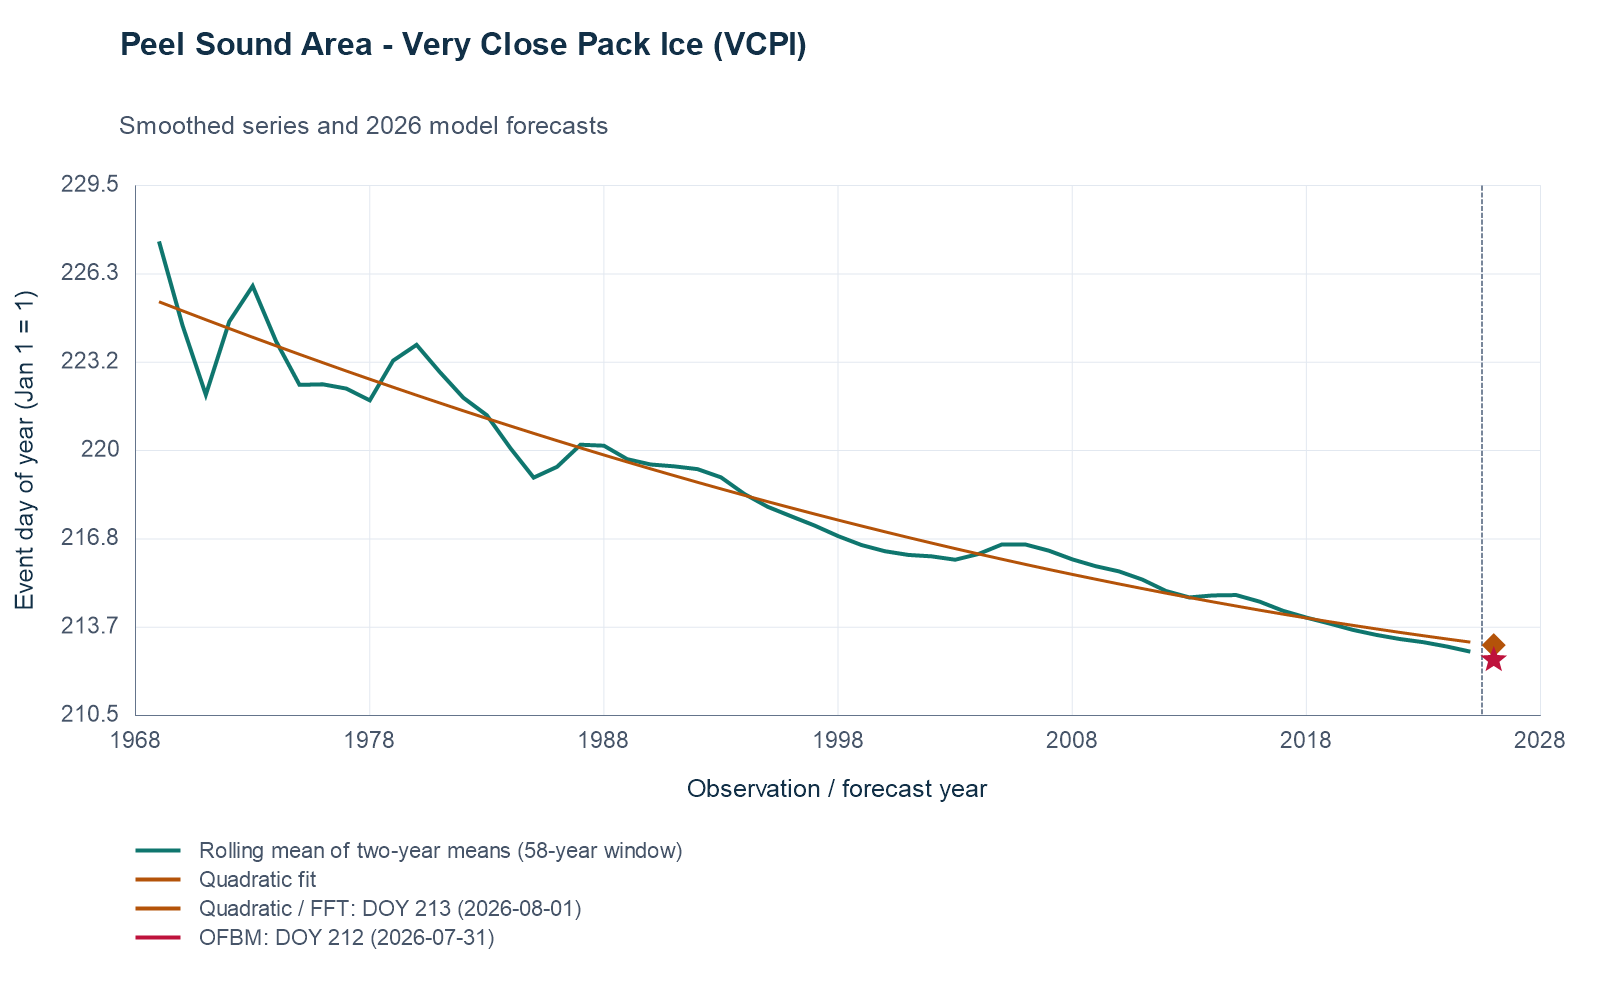 Peel Sound Area - Very Close Pack Ice (VCPI)
Smoothed series and 2026 model forecasts
229.5
226.3
223.2
220
216.8
213.7
210.5
Event day of year (Jan 1 = 1)
1968 1978 1988 1998 2008 2018 2028
Observation / forecast year
Rolling mean of two-year means (58-year window)
Quadratic fit
Quadratic / FFT: DOY 213 (2026-08-01)
OFBM: DOY 212 (2026-07-31)